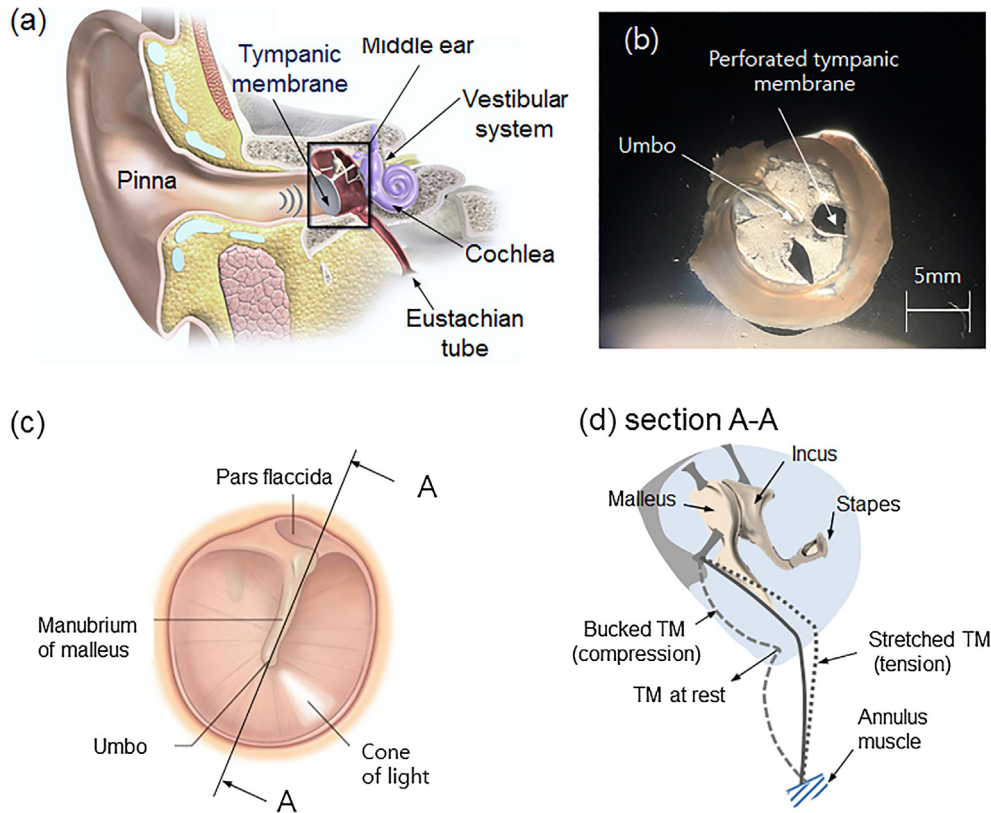 (a)
Tympanic
membrane
Middle ear
Vestibular
system
Pinna
Cochlea
Eustachian
tube
(b)
Perforated tympanic
membrane
Umbo
5mm
(c)
Pars flaccida
A
Manubrium
of malleus
Umbo
Cone
of light
A
(d) section A-A
Incus
Malleus
Stapes
Bucked TM
(compression)
Stretched TM
(tension)
TM at rest
Annulus
muscle